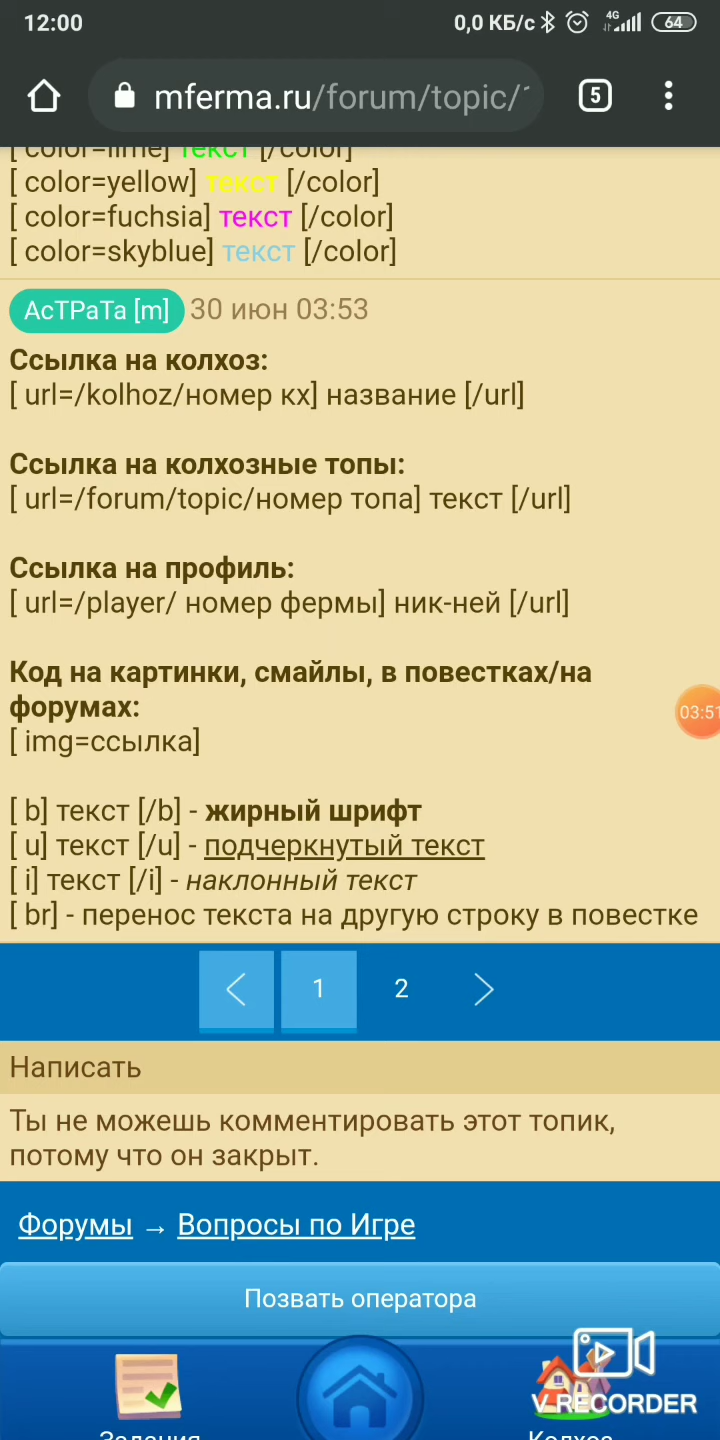 12:00 0,0 КБ/с 4G 64
mferma.ru/forum/topic/1 5
[ color=lime] текст [/color]
[ color=yellow] текст [/color]
[ color=fuchsia] текст [/color]
[ color=skyblue] текст [/color]
АсТРаТа [m] 30 июн 03:53
Ссылка на колхоз:
[ url=/kolhoz/номер кх] название [/url]
Ссылка на колхозные топы:
[ url=/forum/topic/номер топа] текст [/url]
Ссылка на профиль:
[ url=/player/ номер фермы] ник-ней [/url]
Код на картинки, смайлы, в повестках/на
форумах:
03:51
[ img=ссылка]
[ b] текст [/b] - жирный шрифт
[ u] текст [/u] - подчеркнутый текст
[ i] текст [/i] - наклонный текст
[ br] - перенос текста на другую строку в повестке
< 1 2 >
Написать
Ты не можешь комментировать этот топик,
потому что он закрыт.
Форумы → Вопросы по Игре
Позвать оператора
V RECORDER
Задания Колхоз